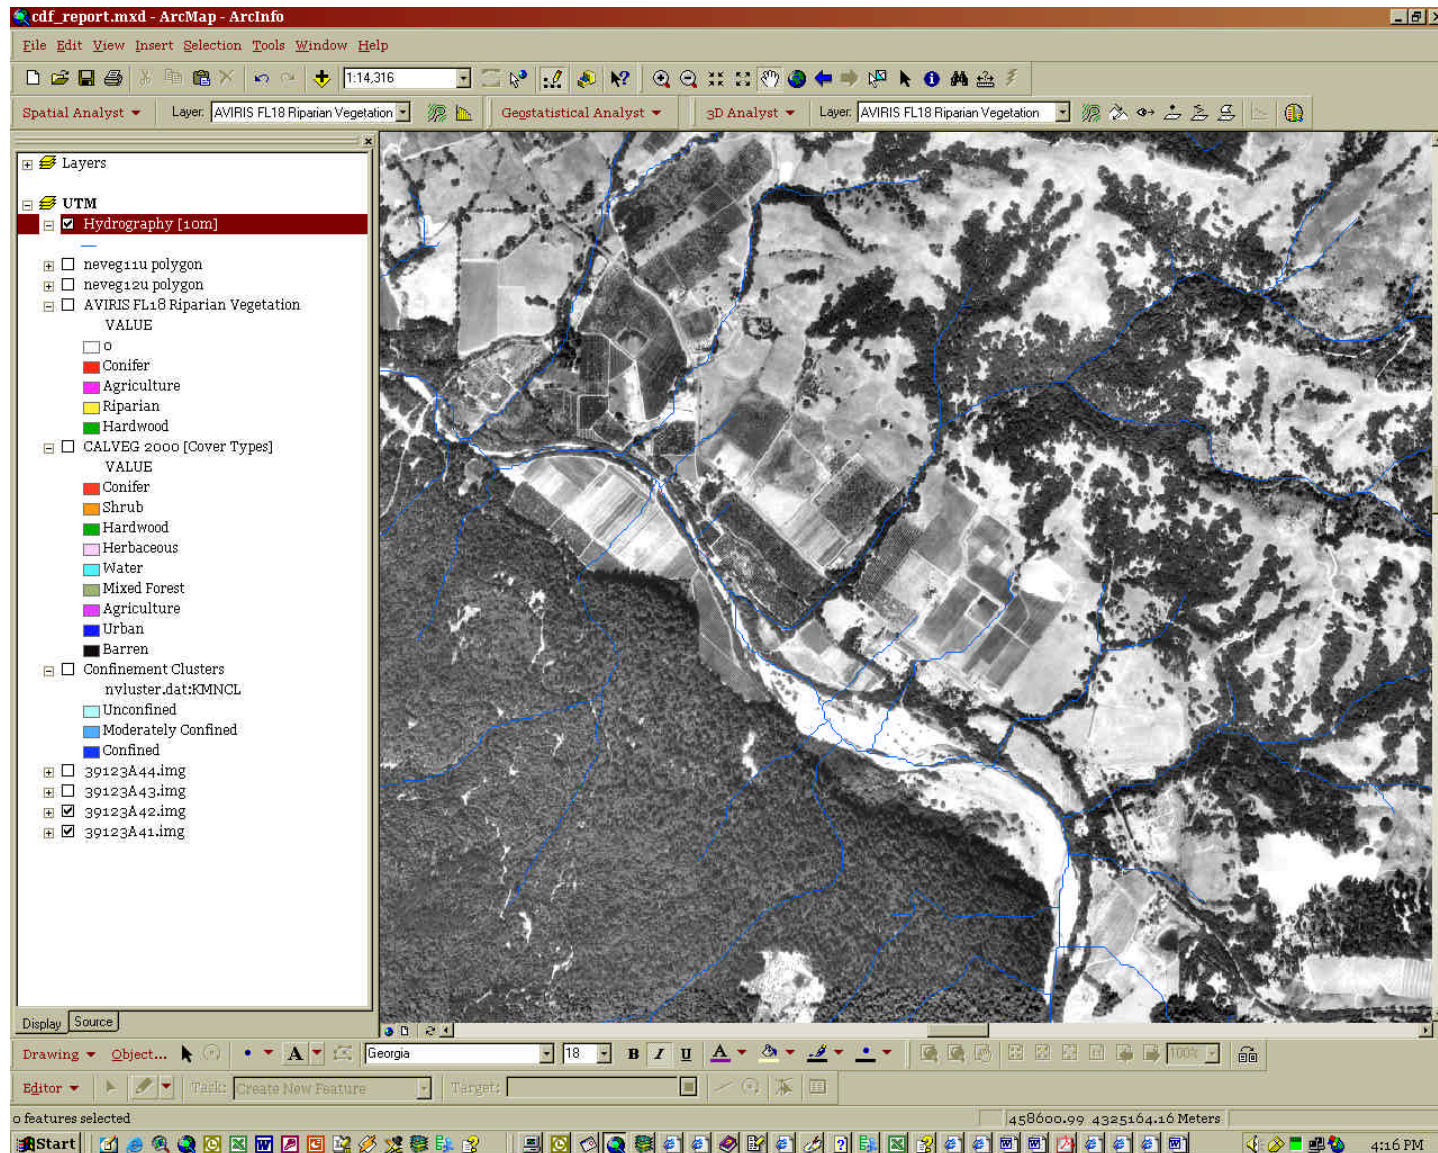 cdf_report.mxd - ArcMap - ArcInfo
File Edit View Insert Selection Tools Window Help
1:14,316
Spatial Analyst Layer: AVIRIS FL18 Riparian Vegetation Geostatistical Analyst 3D Analyst Layer: AVIRIS FL18 Riparian Vegetation
Layers
UTM
Hydrography [10m]
neveg11u polygon
neveg12u polygon
AVIRIS FL18 Riparian Vegetation
VALUE
0
Conifer
Agriculture
Riparian
Hardwood
CALVEG 2000 [Cover Types]
VALUE
Conifer
Shrub
Hardwood
Herbaceous
Water
Mixed Forest
Agriculture
Urban
Barren
Confinement Clusters
nvluster.dat:KMNCL
Unconfined
Moderately Confined
Confined
39123A44.img
39123A43.img
39123A42.img
39123A41.img
Display Source
Drawing Object... A Georgia 18 B I U A 100%
Editor Task: Create New Feature Target:
0 features selected 458600.99 4325164.16 Meters
Start 4:16 PM